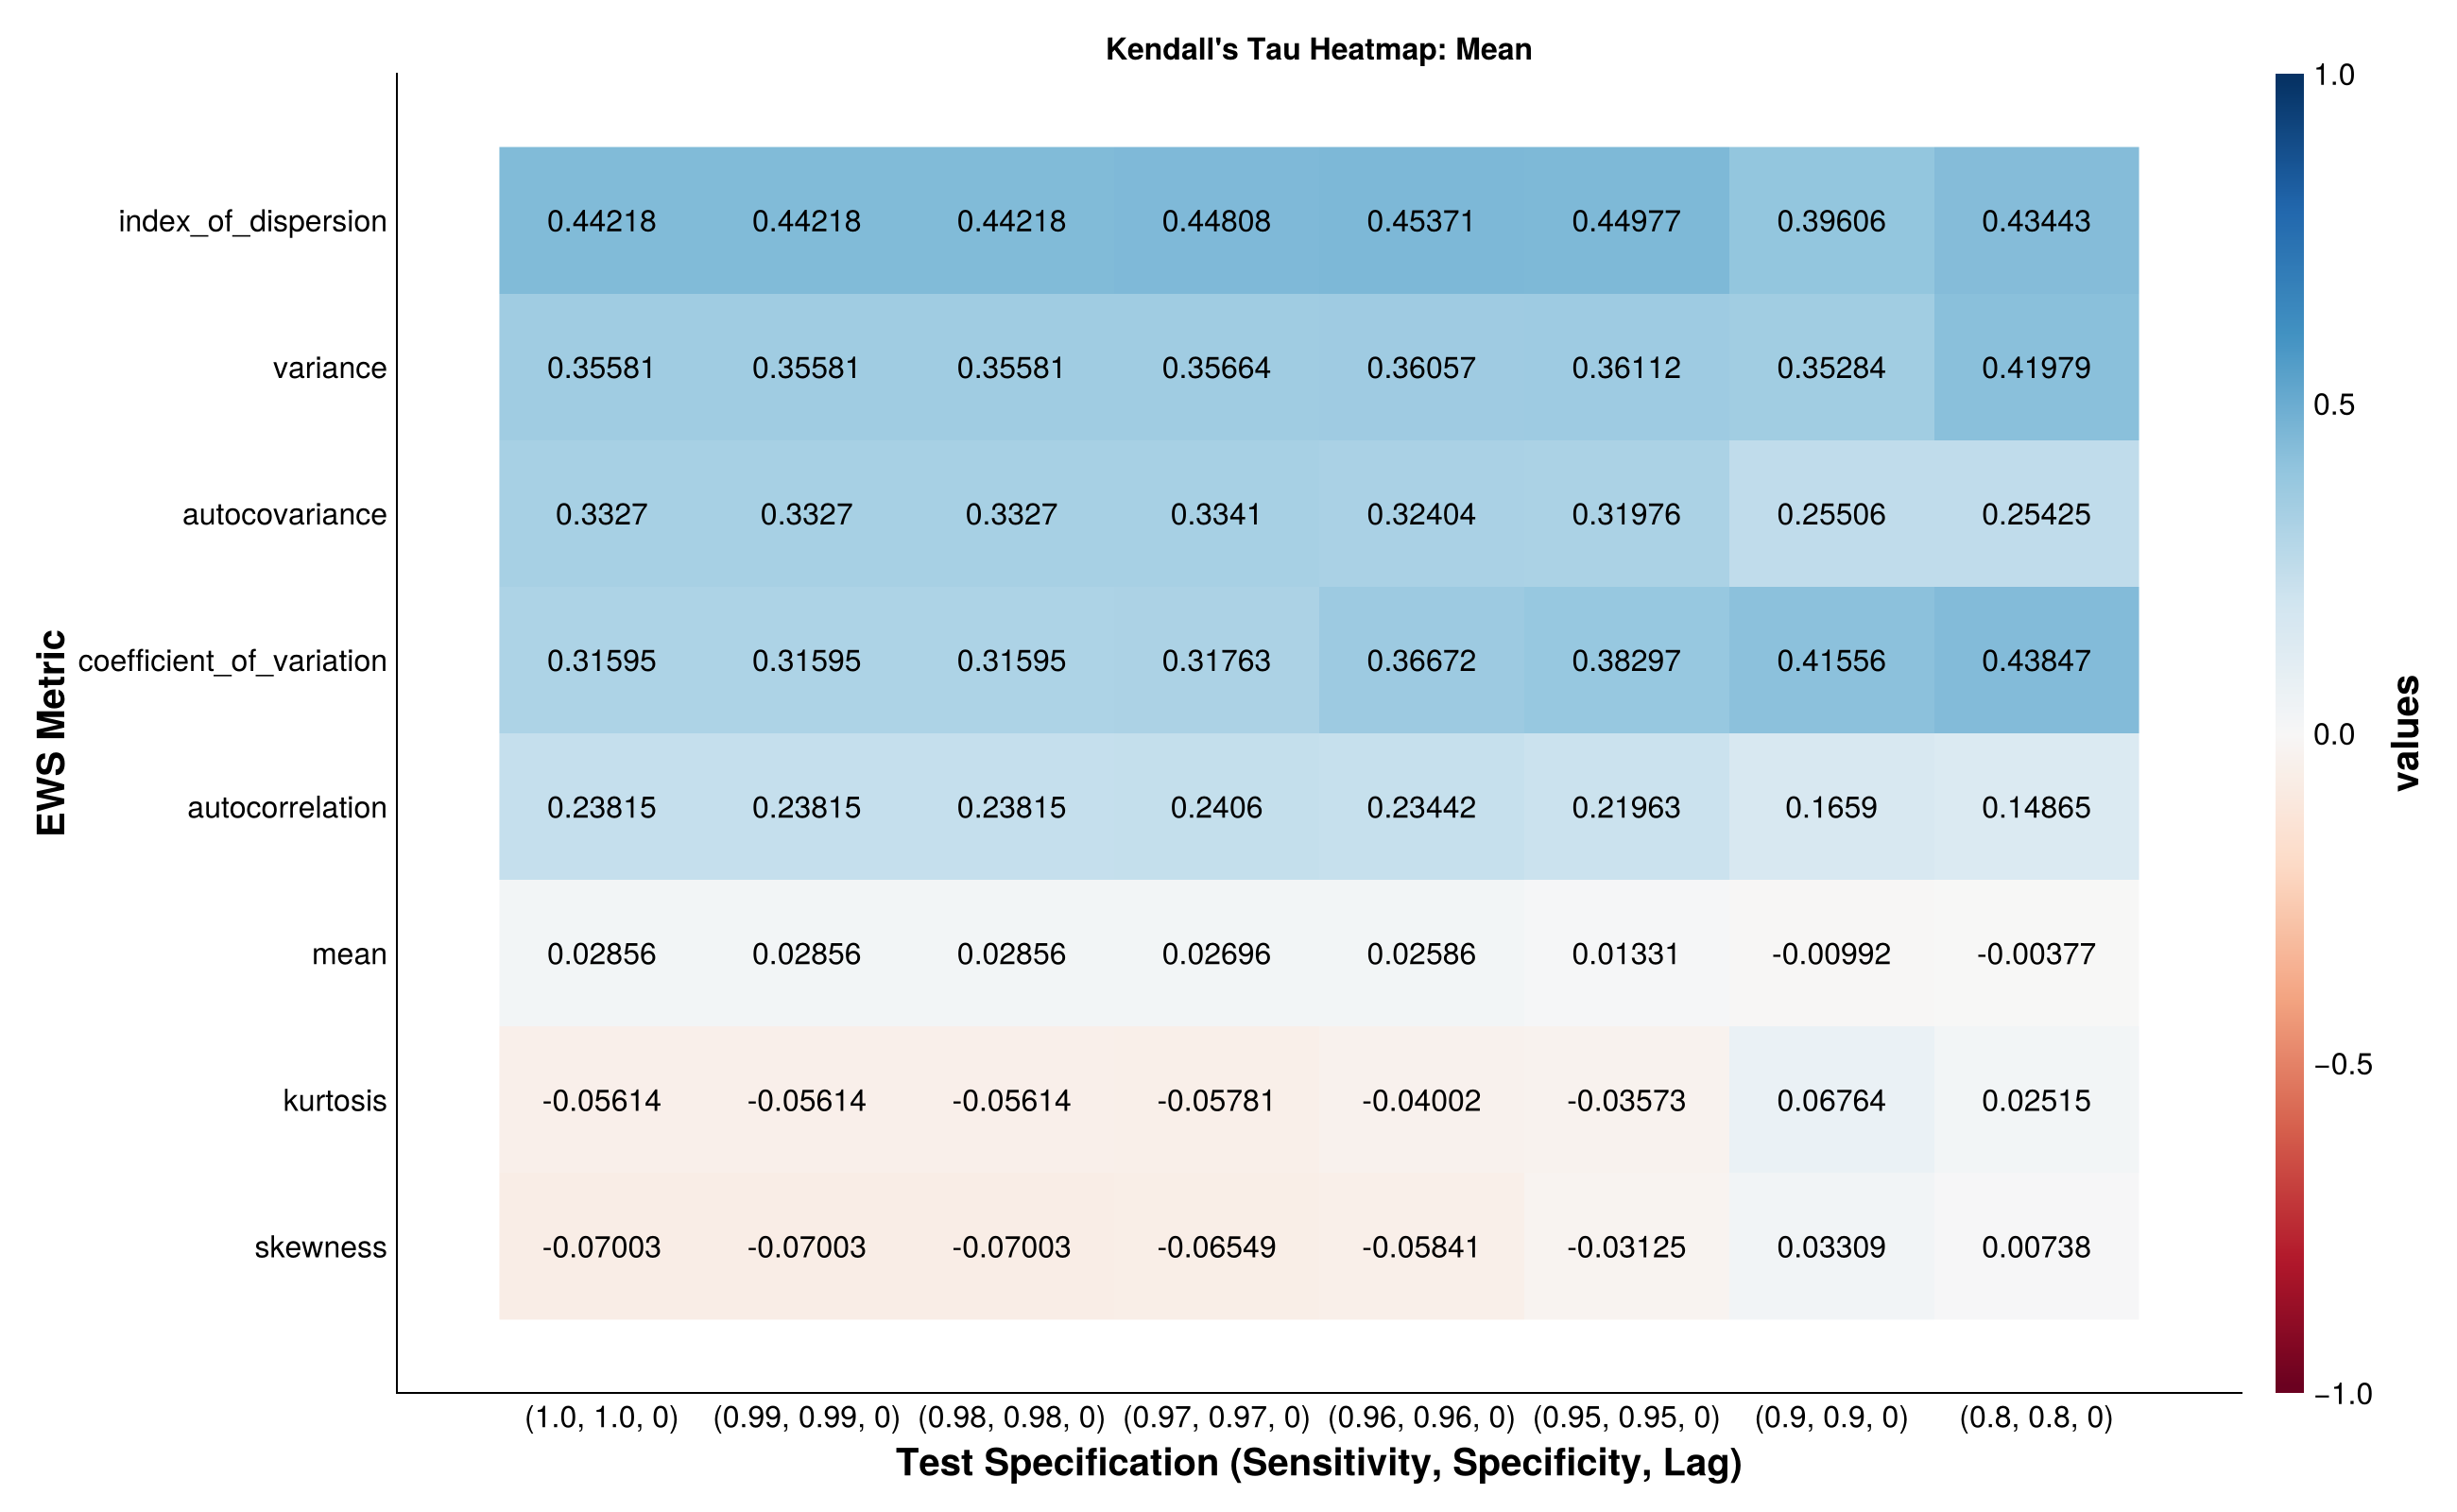 Kendall's Tau Heatmap: Mean
EWS Metric
index_of_dispersion 0.44218 0.44218 0.44218 0.44808 0.45371 0.44977 0.39606 0.43443
variance 0.35581 0.35581 0.35581 0.35664 0.36057 0.36112 0.35284 0.41979
autocovariance 0.3327 0.3327 0.3327 0.3341 0.32404 0.31976 0.25506 0.25425
coefficient_of_variation 0.31595 0.31595 0.31595 0.31763 0.36672 0.38297 0.41556 0.43847
autocorrelation 0.23815 0.23815 0.23815 0.2406 0.23442 0.21963 0.1659 0.14865
mean 0.02856 0.02856 0.02856 0.02696 0.02586 0.01331 -0.00992 -0.00377
kurtosis -0.05614 -0.05614 -0.05614 -0.05781 -0.04002 -0.03573 0.06764 0.02515
skewness -0.07003 -0.07003 -0.07003 -0.06549 -0.05841 -0.03125 0.03309 0.00738
(1.0, 1.0, 0) (0.99, 0.99, 0) (0.98, 0.98, 0) (0.97, 0.97, 0) (0.96, 0.96, 0) (0.95, 0.95, 0) (0.9, 0.9, 0) (0.8, 0.8, 0)
Test Specification (Sensitivity, Specificity, Lag)
1.0
0.5
0.0
−0.5
−1.0
values